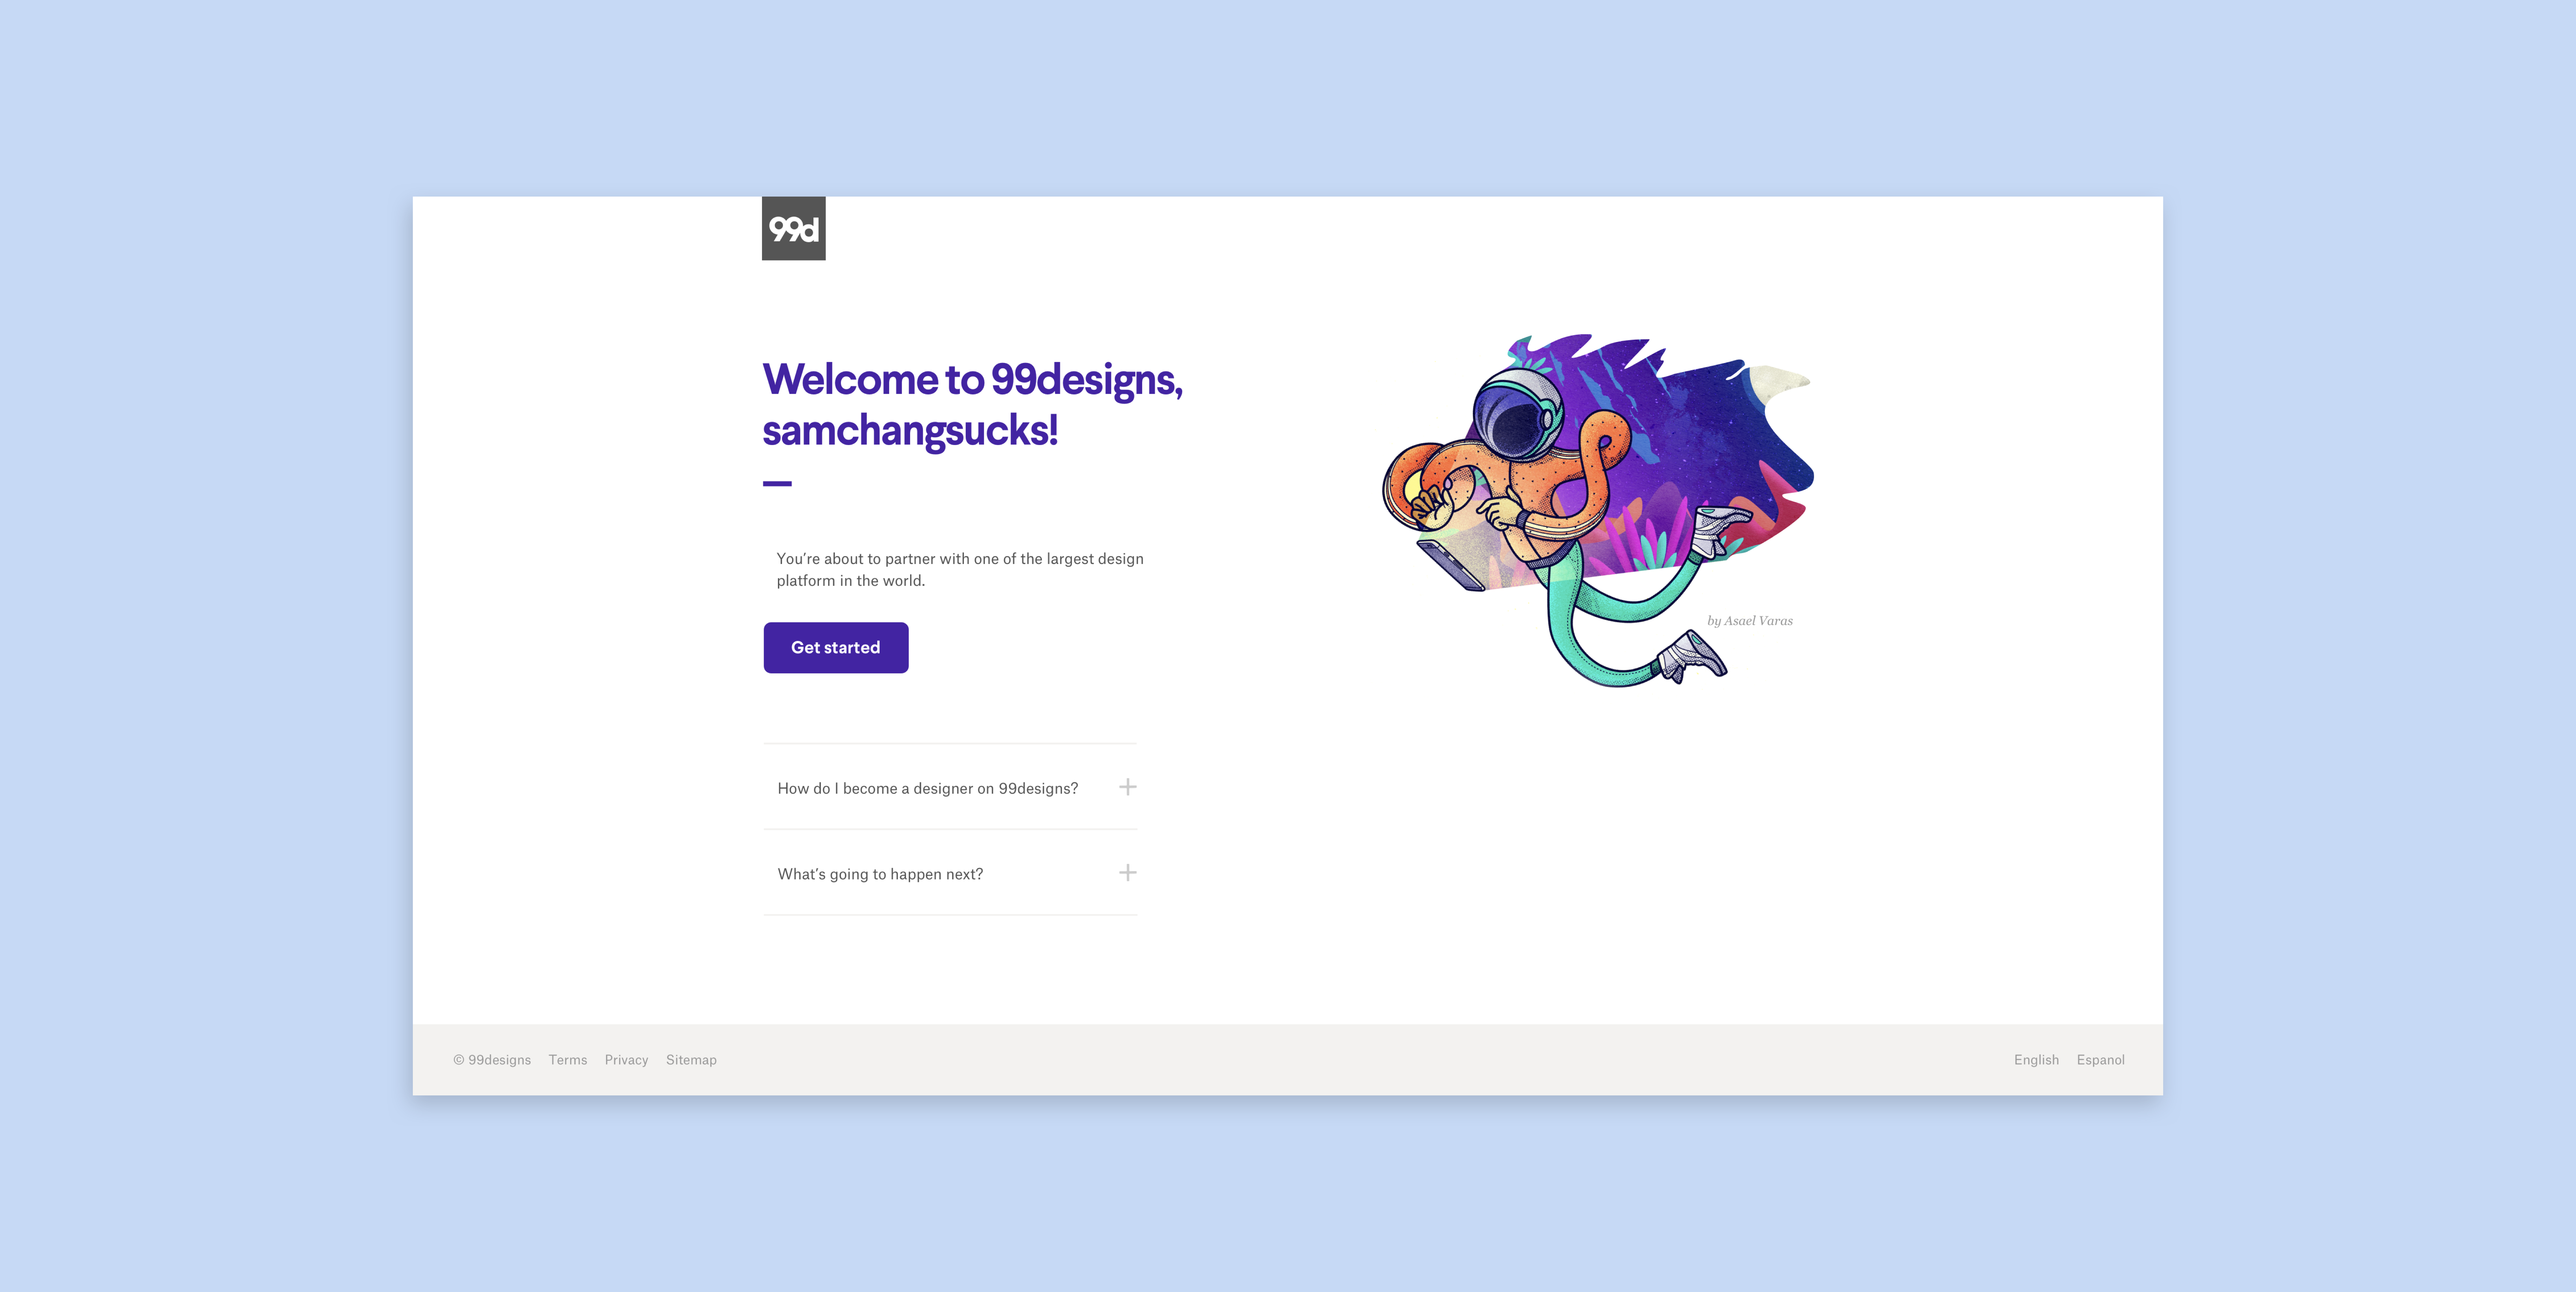 99d
Welcome to 99designs,
samchangsucks!
You’re about to partner with one of the largest design
platform in the world.
Get started
by Asael Varas
How do I become a designer on 99designs?
What’s going to happen next?
© 99designs Terms Privacy Sitemap
English Espanol